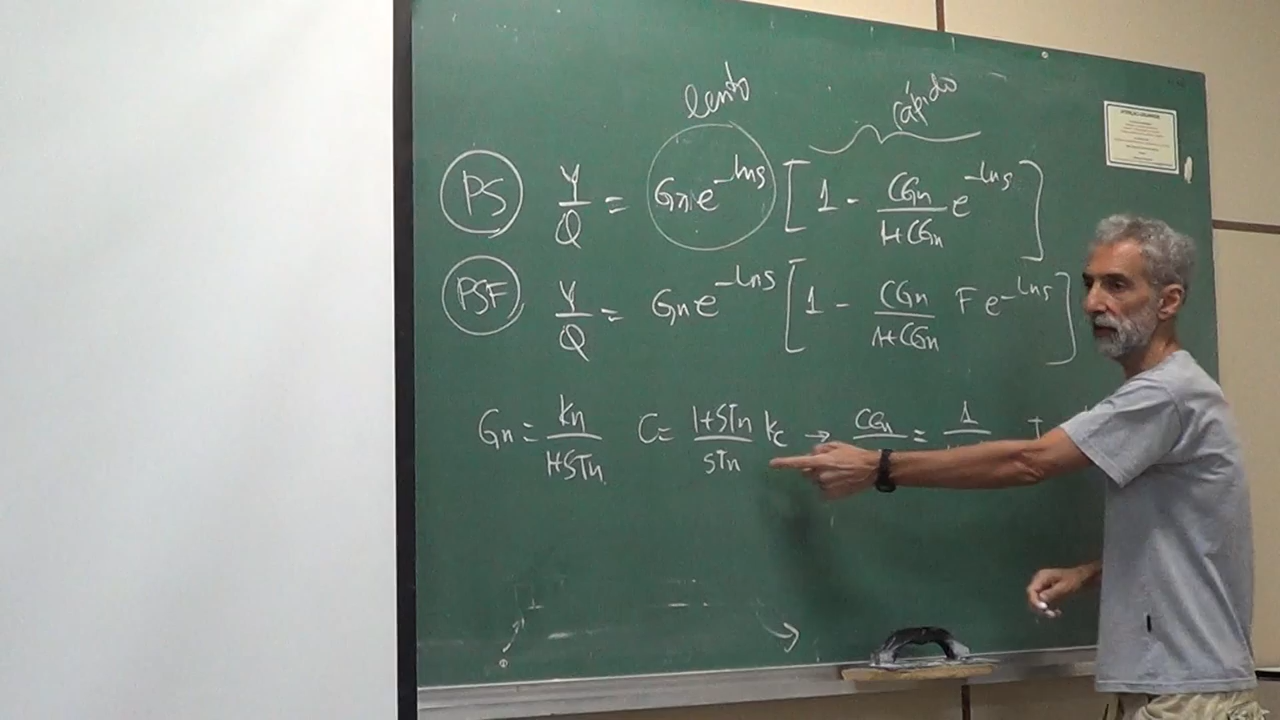 lento rápido
PS Y/Q = Gn e^-Lns [ 1 - CGn/1+CGn e^-Lns ]
PSF Y/Q = Gn e^-Lns [ 1 - CGn/1+CGn F e^-Lns ]
Gn = Kn/1+STn C = 1+STn/STn Kc → CGn = 1